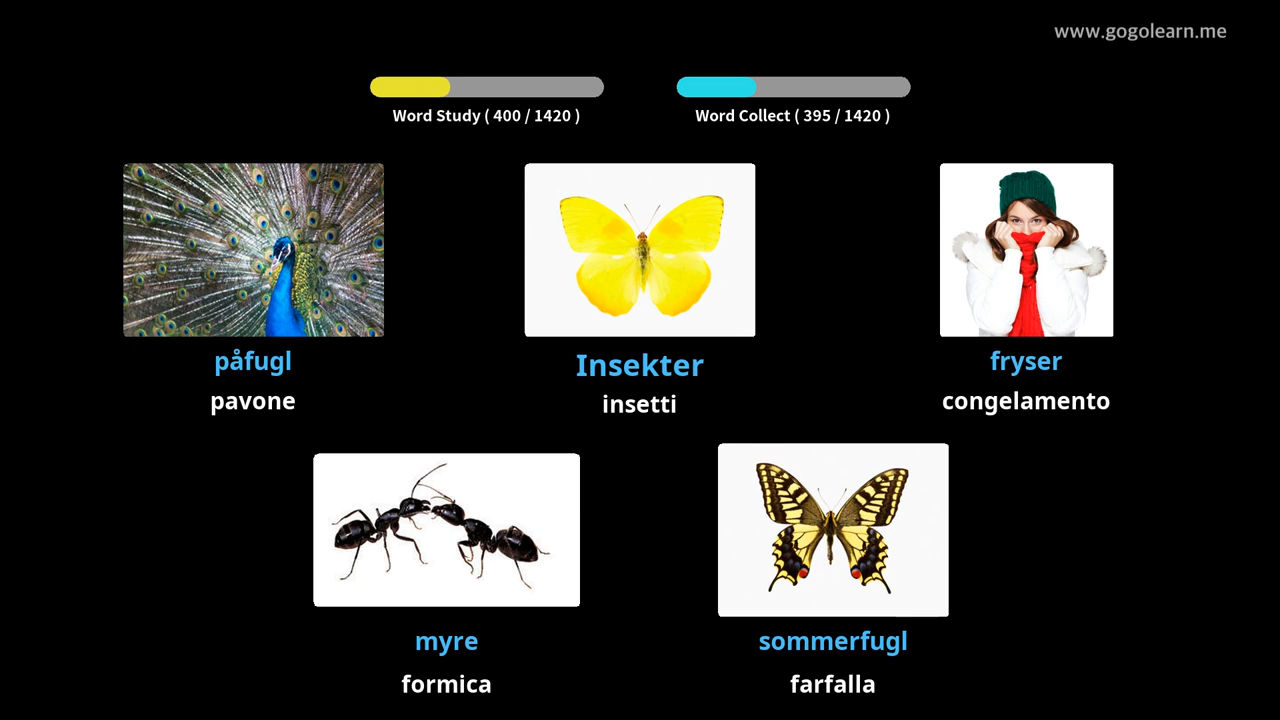 www.gogolearn.me
Word Study ( 400 / 1420 )
Word Collect ( 395 / 1420 )
påfugl
pavone
Insekter
insetti
fryser
congelamento
myre
formica
sommerfugl
farfalla